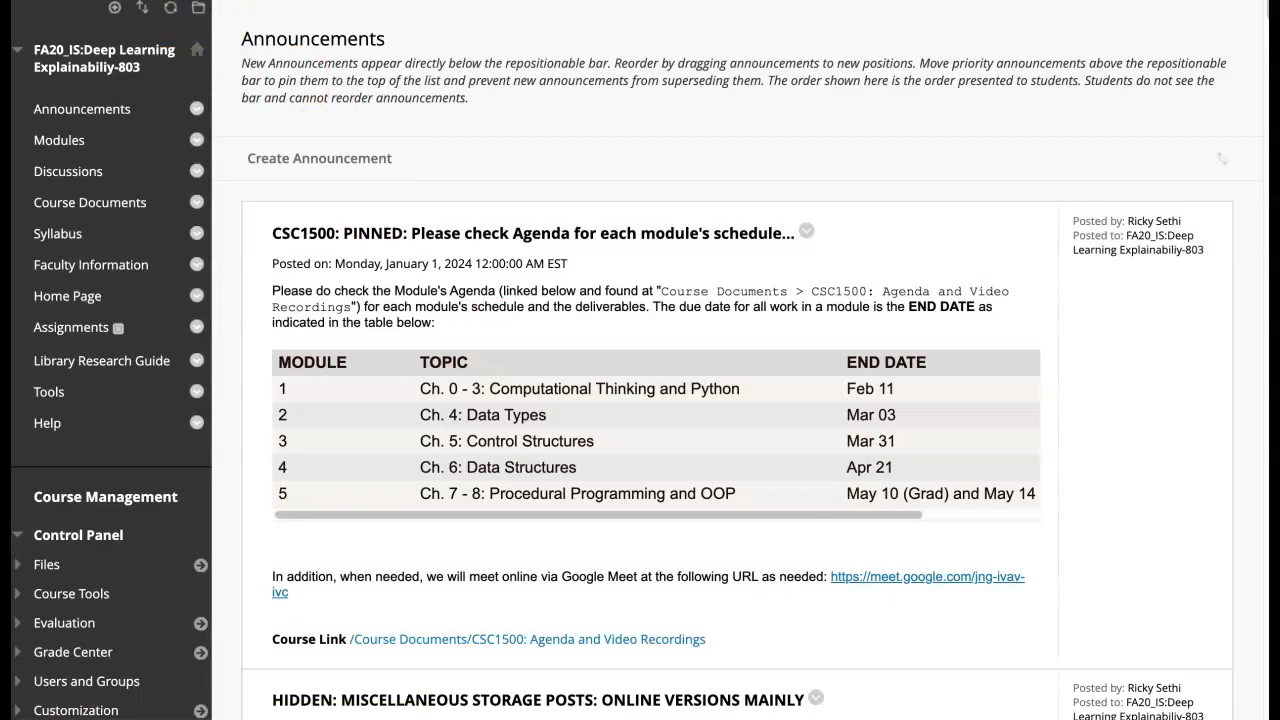 FA20_IS:Deep Learning
Explainabiliy-803
Announcements
Modules
Discussions
Course Documents
Syllabus
Faculty Information
Home Page
Assignments
Library Research Guide
Tools
Help
Course Management
Control Panel
Files
Course Tools
Evaluation
Grade Center
Users and Groups
Customization
Announcements
New Announcements appear directly below the repositionable bar. Reorder by dragging announcements to new positions. Move priority announcements above the repositionable
bar to pin them to the top of the list and prevent new announcements from superseding them. The order shown here is the order presented to students. Students do not see the
bar and cannot reorder announcements.
Create Announcement
CSC1500: PINNED: Please check Agenda for each module's schedule...
Posted on: Monday, January 1, 2024 12:00:00 AM EST
Please do check the Module's Agenda (linked below and found at "Course Documents > CSC1500: Agenda and Video
Recordings") for each module's schedule and the deliverables. The due date for all work in a module is the END DATE as
indicated in the table below:
MODULE TOPIC END DATE
1 Ch. 0 - 3: Computational Thinking and Python Feb 11
2 Ch. 4: Data Types Mar 03
3 Ch. 5: Control Structures Mar 31
4 Ch. 6: Data Structures Apr 21
5 Ch. 7 - 8: Procedural Programming and OOP May 10 (Grad) and May 14
In addition, when needed, we will meet online via Google Meet at the following URL as needed: https://meet.google.com/jng-ivav-
ivc
Course Link /Course Documents/CSC1500: Agenda and Video Recordings
Posted by: Ricky Sethi
Posted to: FA20_IS:Deep
Learning Explainabiliy-803
HIDDEN: MISCELLANEOUS STORAGE POSTS: ONLINE VERSIONS MAINLY
Posted by: Ricky Sethi
Posted to: FA20_IS:Deep
Learning Explainabiliy-803